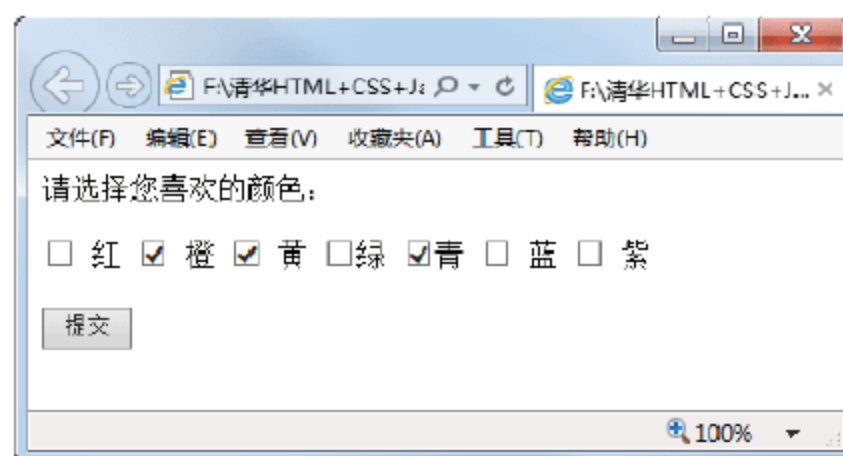 F:\清华HTML+CSS+Ja
F:\清华HTML+CSS+J...
文件(F) 编辑(E) 查看(V) 收藏夹(A) 工具(T) 帮助(H)
请选择您喜欢的颜色：
红 橙 黄 绿 青 蓝 紫
提交
100%